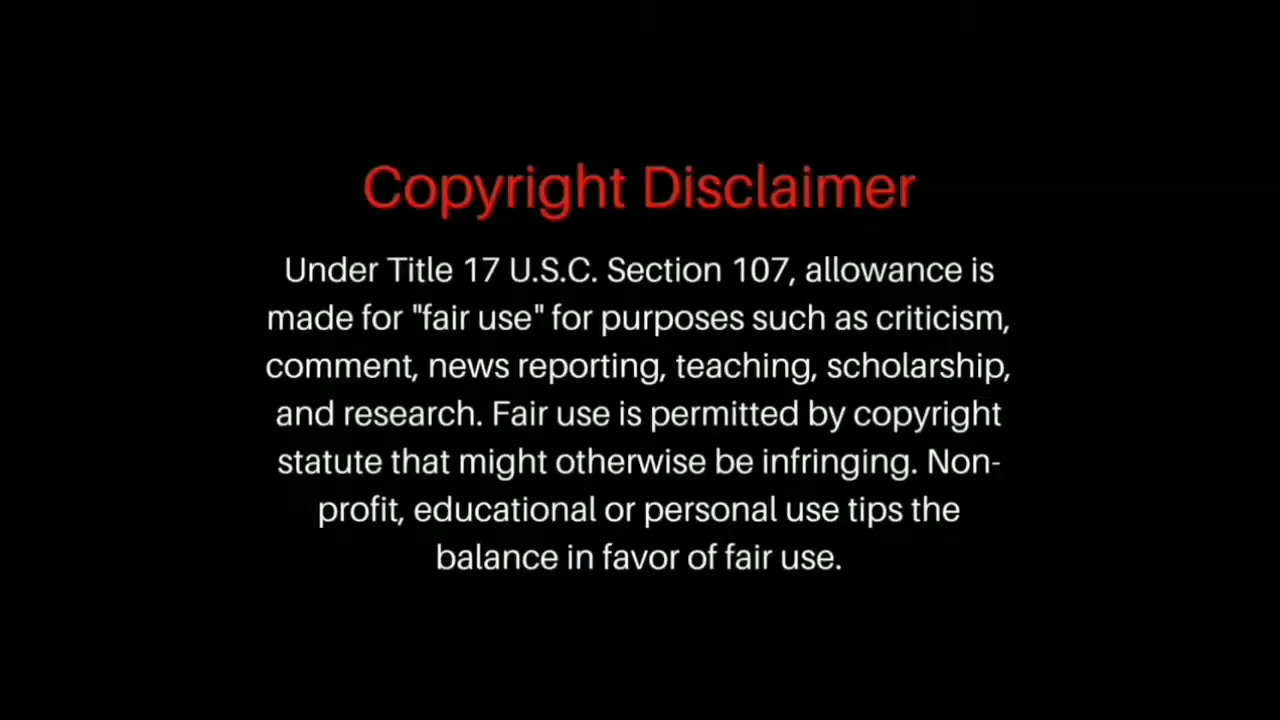 Copyright Disclaimer
Under Title 17 U.S.C. Section 107, allowance is
made for "fair use" for purposes such as criticism,
comment, news reporting, teaching, scholarship,
and research. Fair use is permitted by copyright
statute that might otherwise be infringing. Non-
profit, educational or personal use tips the
balance in favor of fair use.